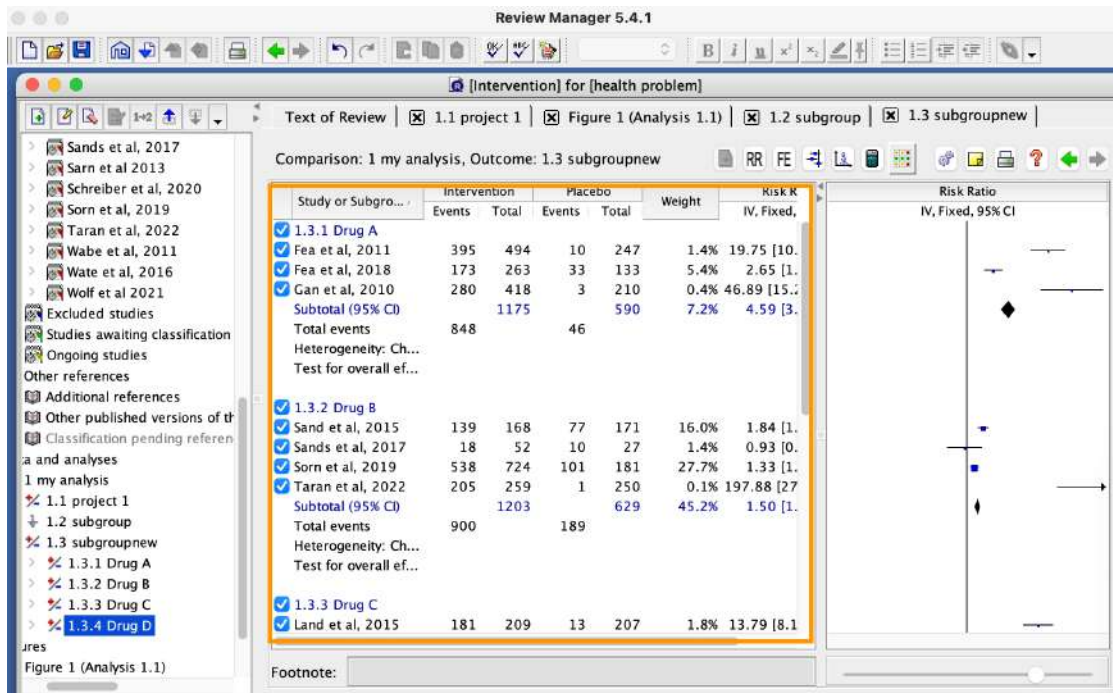 Review Manager 5.4.1
B i u x² x₂
[Intervention] for [health problem]
1→2
Text of Review 1.1 project 1 Figure 1 (Analysis 1.1) 1.2 subgroup 1.3 subgroupnew
Sands et al, 2017
Sarn et al 2013
Schreiber et al, 2020
Sorn et al, 2019
Taran et al, 2022
Wabe et al, 2011
Wate et al, 2016
Wolf et al 2021
Excluded studies
Studies awaiting classification
Ongoing studies
Other references
Additional references
Other published versions of th
Classification pending referen
a and analyses
1 my analysis
1.1 project 1
1.2 subgroup
1.3 subgroupnew
1.3.1 Drug A
1.3.2 Drug B
1.3.3 Drug C
1.3.4 Drug D
ures
Figure 1 (Analysis 1.1)
Comparison: 1 my analysis, Outcome: 1.3 subgroupnew RR FE ?
Study or Subgro... Intervention Placebo Weight Risk R
Events Total Events Total IV, Fixed,
1.3.1 Drug A
Fea et al, 2011 395 494 10 247 1.4% 19.75 [10.
Fea et al, 2018 173 263 33 133 5.4% 2.65 [1.
Gan et al, 2010 280 418 3 210 0.4% 46.89 [15.2
Subtotal (95% CI) 1175 590 7.2% 4.59 [3.
Total events 848 46
Heterogeneity: Ch...
Test for overall ef...
1.3.2 Drug B
Sand et al, 2015 139 168 77 171 16.0% 1.84 [1.
Sands et al, 2017 18 52 10 27 1.4% 0.93 [0.
Sorn et al, 2019 538 724 101 181 27.7% 1.33 [1.
Taran et al, 2022 205 259 1 250 0.1% 197.88 [27
Subtotal (95% CI) 1203 629 45.2% 1.50 [1.
Total events 900 189
Heterogeneity: Ch...
Test for overall ef...
1.3.3 Drug C
Land et al, 2015 181 209 13 207 1.8% 13.79 [8.1
Footnote:
Risk Ratio
IV, Fixed, 95% CI